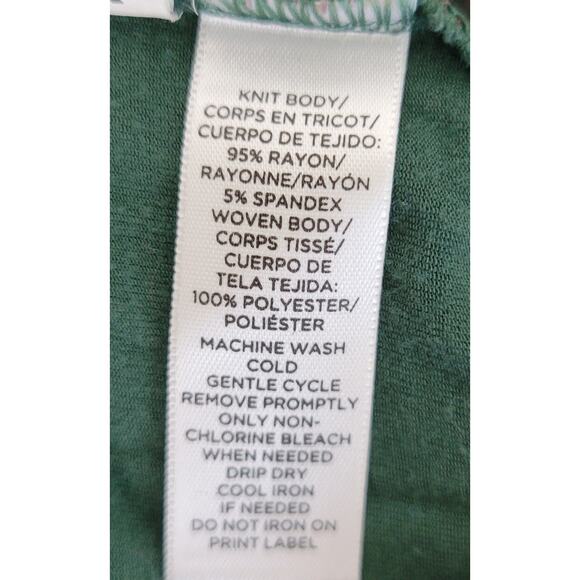 KNIT BODY/
CORPS EN TRICOT/
CUERPO DE TEJIDO:
95% RAYON/
RAYONNE/RAYÓN
5% SPANDEX
WOVEN BODY/
CORPS TISSÉ/
CUERPO DE
TELA TEJIDA:
100% POLYESTER/
POLIÉSTER
MACHINE WASH
COLD
GENTLE CYCLE
REMOVE PROMPTLY
ONLY NON-
CHLORINE BLEACH
WHEN NEEDED
DRIP DRY
COOL IRON
IF NEEDED
DO NOT IRON ON
PRINT LABEL